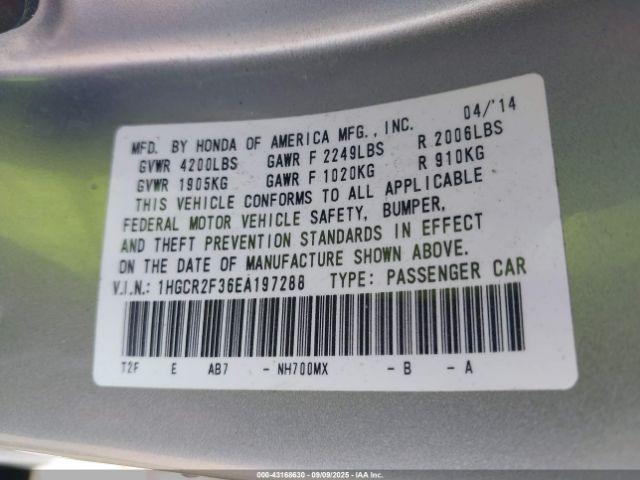 MFD. BY HONDA OF AMERICA MFG., INC. 04/'14
GVWR 4200LBS GAWR F 2249LBS R 2006LBS
GVWR 1905KG GAWR F 1020KG R 910KG
THIS VEHICLE CONFORMS TO ALL APPLICABLE
FEDERAL MOTOR VEHICLE SAFETY, BUMPER,
AND THEFT PREVENTION STANDARDS IN EFFECT
ON THE DATE OF MANUFACTURE SHOWN ABOVE.
V.I.N.: 1HGCR2F36EA197288 TYPE: PASSENGER CAR
T2F E AB7 - NH700MX - B - A
000-43168630 - 09/09/2025 - IAA Inc.